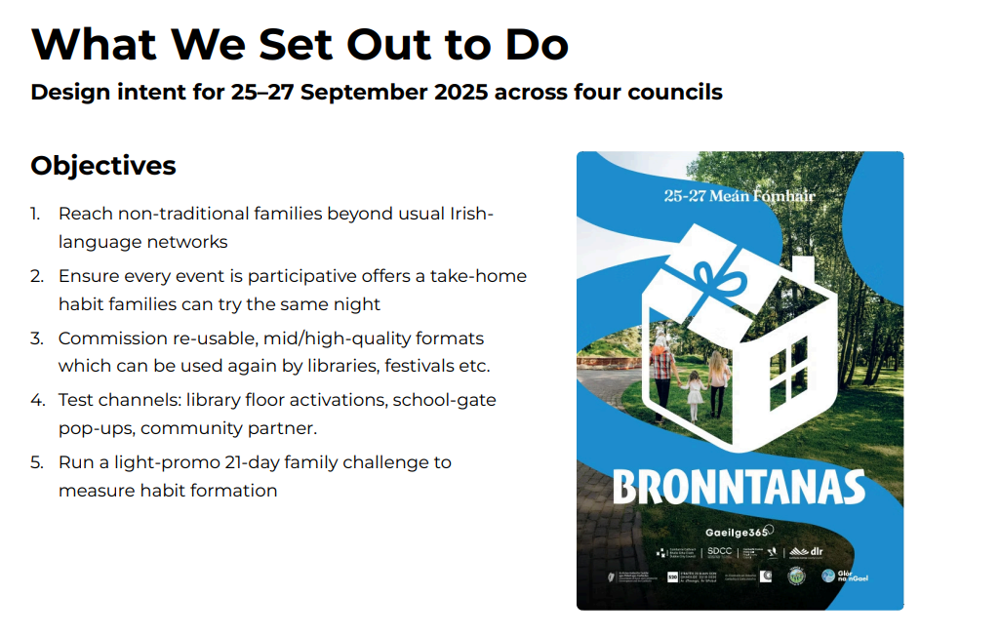 What We Set Out to Do
Design intent for 25–27 September 2025 across four councils
Objectives
1. Reach non-traditional families beyond usual Irish-
language networks
2. Ensure every event is participative offers a take-home
habit families can try the same night
3. Commission re-usable, mid/high-quality formats
which can be used again by libraries, festivals etc.
4. Test channels: library floor activations, school-gate
pop-ups, community partner.
5. Run a light-promo 21-day family challenge to
measure habit formation
25-27 Meán Fómhair
BRONNTANAS
Gaeilge365
SDCC
dlr
Glór
na nGael